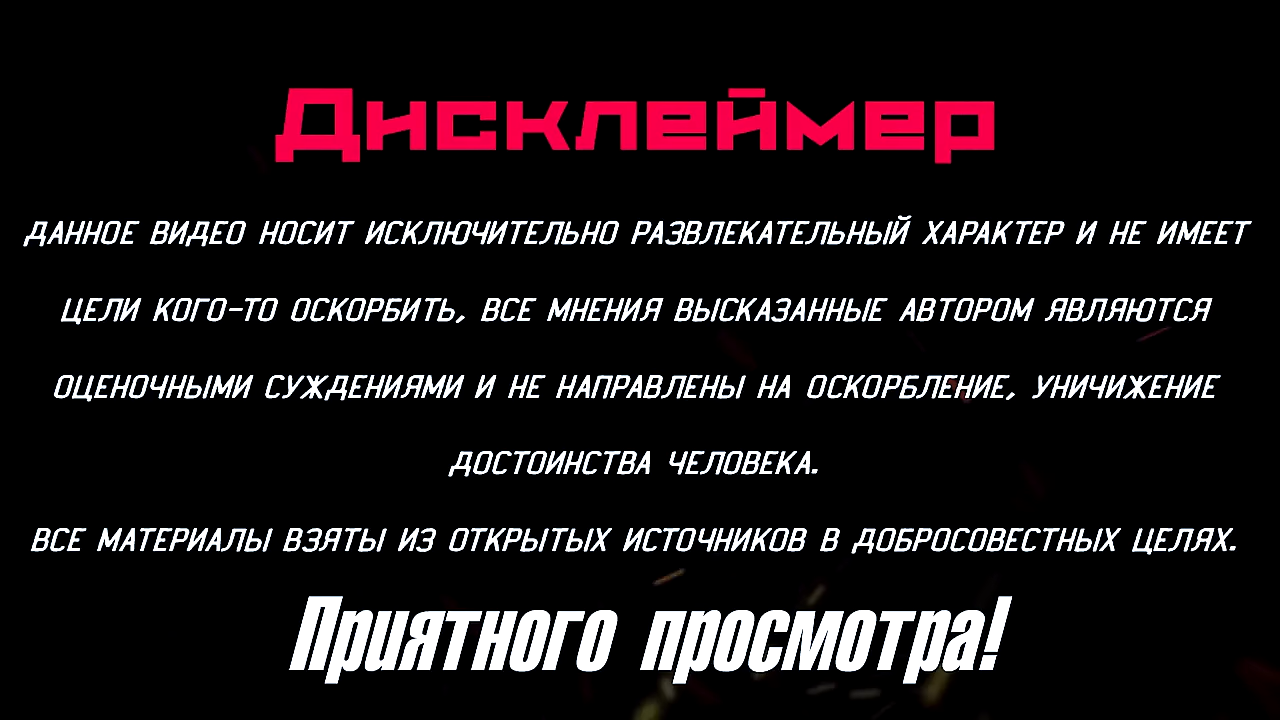 Дисклеймер
ДАННОЕ ВИДЕО НОСИТ ИСКЛЮЧИТЕЛЬНО РАЗВЛЕКАТЕЛЬНЫЙ ХАРАКТЕР И НЕ ИМЕЕТ
ЦЕЛИ КОГО-ТО ОСКОРБИТЬ, ВСЕ МНЕНИЯ ВЫСКАЗАННЫЕ АВТОРОМ ЯВЛЯЮТСЯ
ОЦЕНОЧНЫМИ СУЖДЕНИЯМИ И НЕ НАПРАВЛЕНЫ НА ОСКОРБЛЕНИЕ, УНИЧИЖЕНИЕ
ДОСТОИНСТВА ЧЕЛОВЕКА.
ВСЕ МАТЕРИАЛЫ ВЗЯТЫ ИЗ ОТКРЫТЫХ ИСТОЧНИКОВ В ДОБРОСОВЕСТНЫХ ЦЕЛЯХ.
Приятного просмотра!